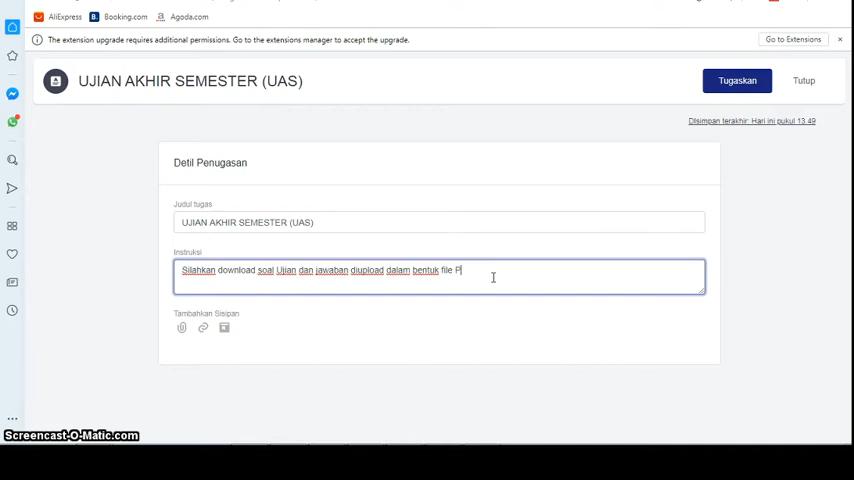 AliExpress Booking.com Agoda.com
The extension upgrade requires additional permissions. Go to the extensions manager to accept the upgrade. Go to Extensions ×
UJIAN AKHIR SEMESTER (UAS) Tugaskan Tutup
Disimpan terakhir: Hari ini pukul 13.49
Detil Penugasan
Judul tugas
UJIAN AKHIR SEMESTER (UAS)
Instruksi
Silahkan download soal Ujian dan jawaban diupload dalam bentuk file P
Tambahkan Sisipan
Screencast-O-Matic.com